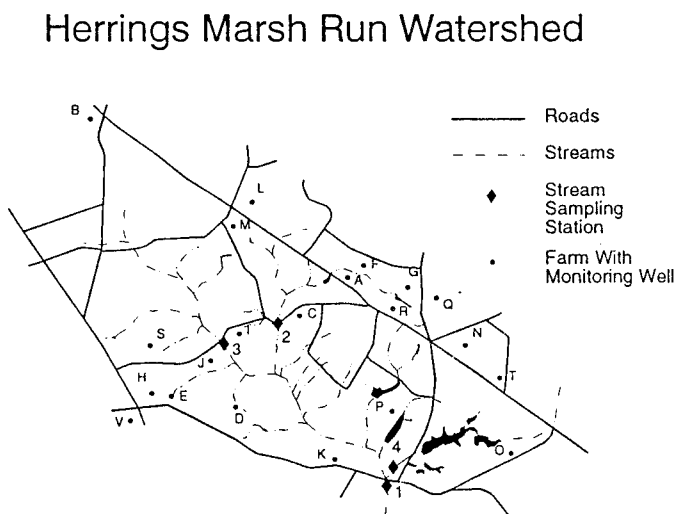 Herrings Marsh Run Watershed
B
Roads
Streams
Stream
Sampling
Station
Farm With
Monitoring Well
L
M
F
A
G
Q
R
C
2
I
3
S
J
N
T
H
E
V
D
P
K
4
O
1